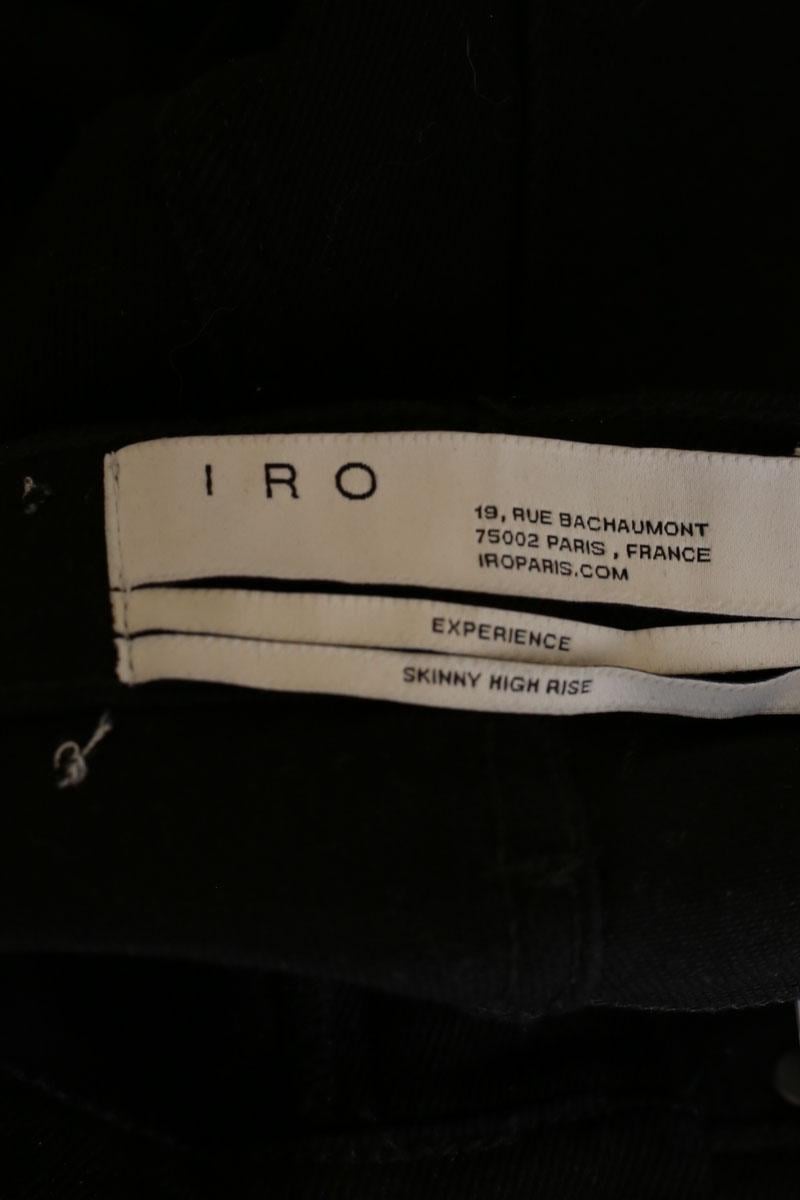 IRO
19, RUE BACHAUMONT
75002 PARIS , FRANCE
IROPARIS.COM
EXPERIENCE
SKINNY HIGH RISE